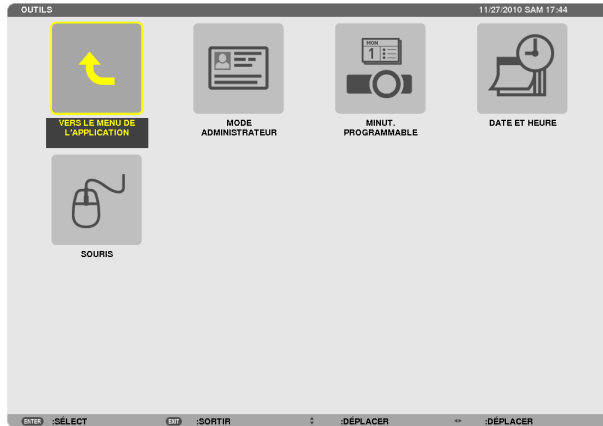 OUTILS 11/27/2010 SAM 17:44
MON
1
VERS LE MENU DE
L'APPLICATION
MODE
ADMINISTRATEUR
MINUT.
PROGRAMMABLE
DATE ET HEURE
SOURIS
ENTER :SÉLECT EXIT :SORTIR :DÉPLACER :DÉPLACER